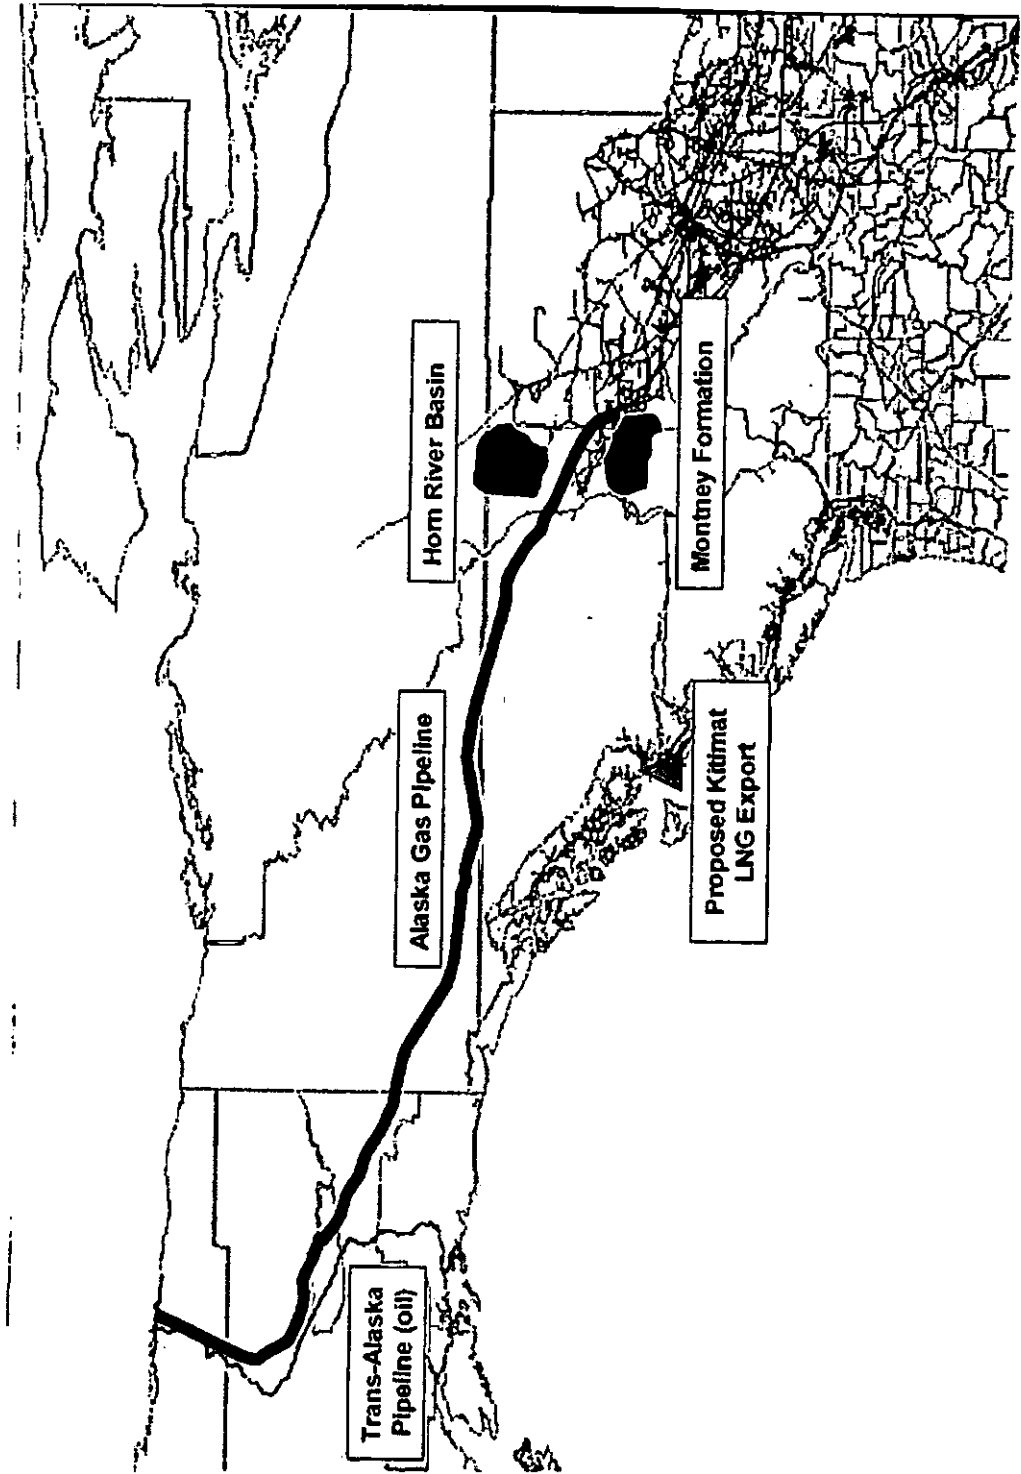 Trans-Alaska
Pipeline (oil)
Alaska Gas Pipeline
Horn River Basin
Proposed Kitimat
LNG Export
Montney Formation